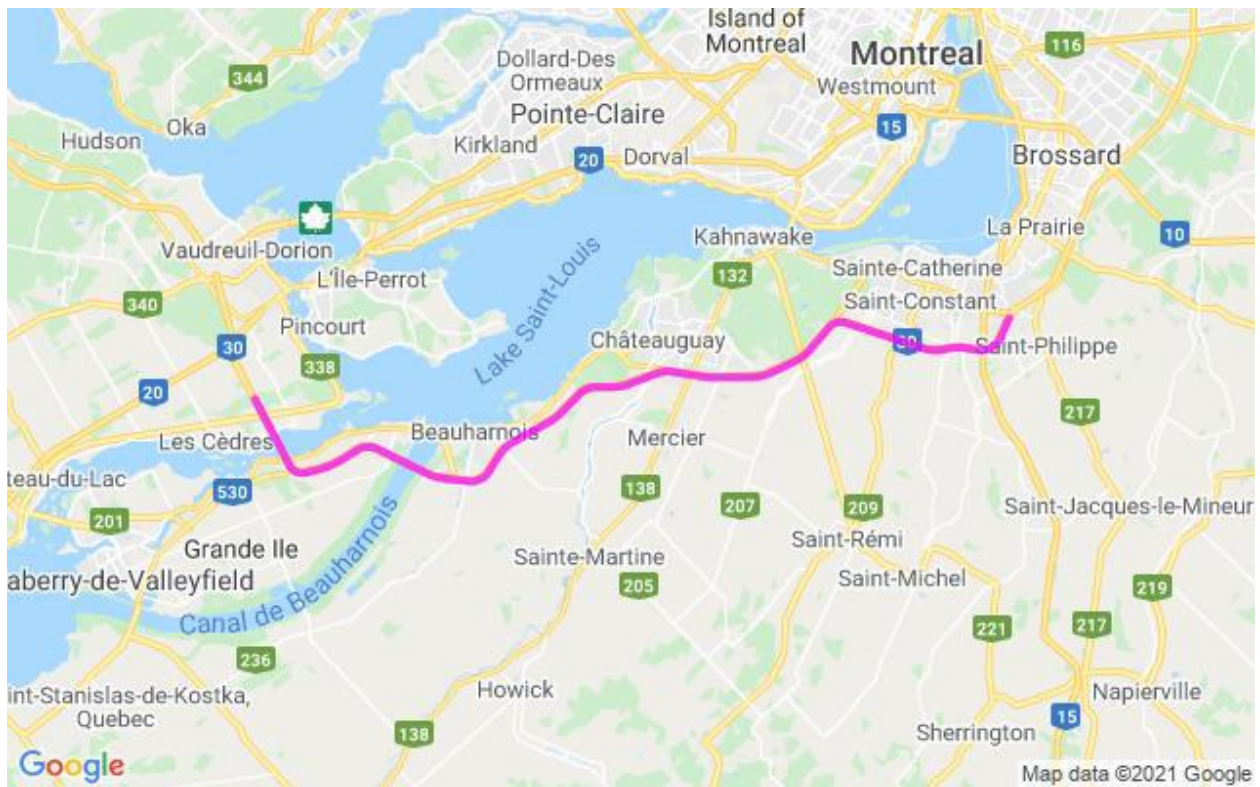 Island of
Montreal
Montreal
116
Dollard-Des
Ormeaux
344
Westmount
Pointe-Claire
15
Oka
Hudson
Kirkland
20
Dorval
Brossard
Vaudreuil-Dorion
Kahnawake
La Prairie
10
L'Île-Perrot
132
Sainte-Catherine
340
Saint-Constant
Lake Saint-Louis
Pincourt
30
Châteauguay
30
Saint-Philippe
338
20
217
Les Cèdres
Beauharnois
Mercier
teau-du-Lac
530
138
207
209
Saint-Jacques-le-Mineur
201
Canal de Beauharnois
Grande Ile
Sainte-Martine
Saint-Rémi
aberry-de-Valleyfield
205
Saint-Michel
219
221
217
236
int-Stanislas-de-Kostka,
Quebec
Howick
Napierville
15
138
Sherrington
Google
Map data ©2021 Google